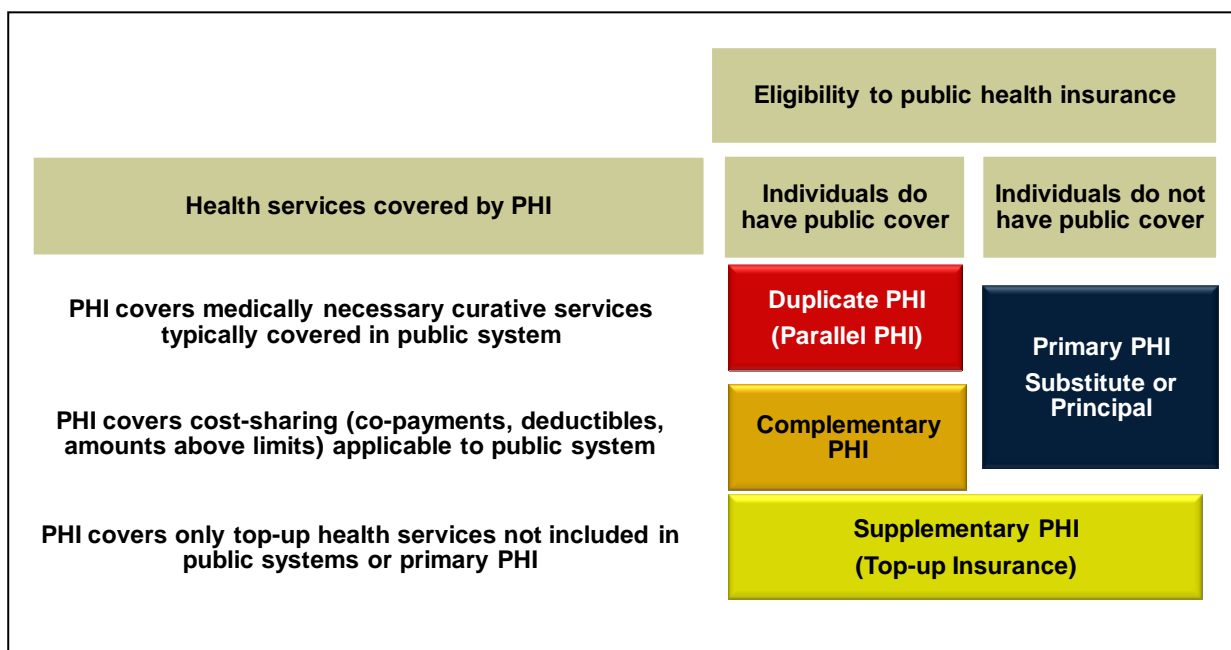 Eligibility to public health insurance
Health services covered by PHI
Individuals do
have public cover
Individuals do not
have public cover
PHI covers medically necessary curative services
typically covered in public system
Duplicate PHI
(Parallel PHI)
Primary PHI
Substitute or
Principal
PHI covers cost-sharing (co-payments, deductibles,
amounts above limits) applicable to public system
Complementary
PHI
PHI covers only top-up health services not included in
public systems or primary PHI
Supplementary PHI
(Top-up Insurance)